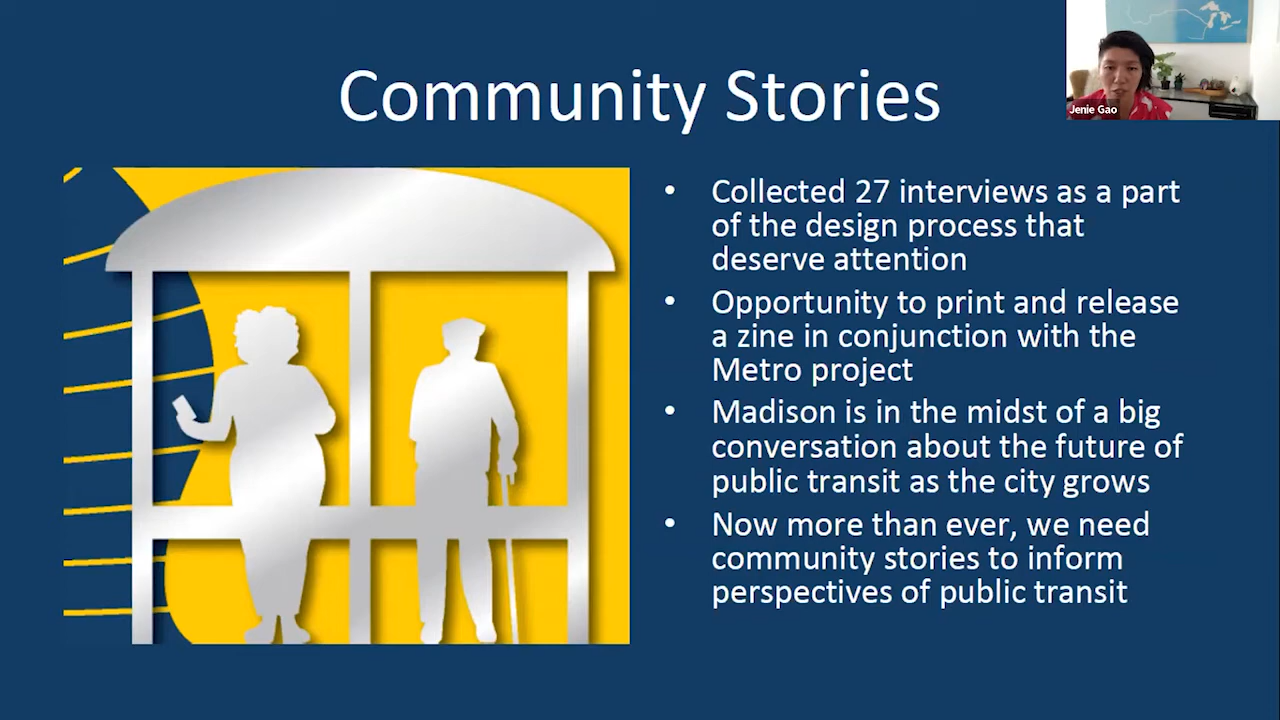 Community Stories
Jenie Gao
• Collected 27 interviews as a part
of the design process that
deserve attention
• Opportunity to print and release
a zine in conjunction with the
Metro project
• Madison is in the midst of a big
conversation about the future of
public transit as the city grows
• Now more than ever, we need
community stories to inform
perspectives of public transit